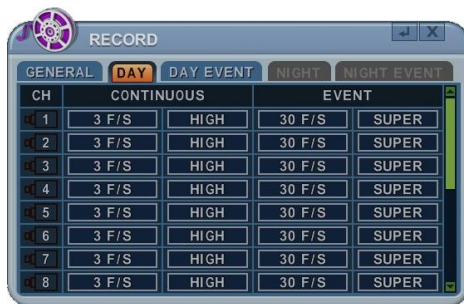 RECORD
GENERAL DAY DAY EVENT NIGHT NIGHT EVENT
CH CONTINUOUS EVENT
1 3 F/S HIGH 30 F/S SUPER
2 3 F/S HIGH 30 F/S SUPER
3 3 F/S HIGH 30 F/S SUPER
4 3 F/S HIGH 30 F/S SUPER
5 3 F/S HIGH 30 F/S SUPER
6 3 F/S HIGH 30 F/S SUPER
7 3 F/S HIGH 30 F/S SUPER
8 3 F/S HIGH 30 F/S SUPER